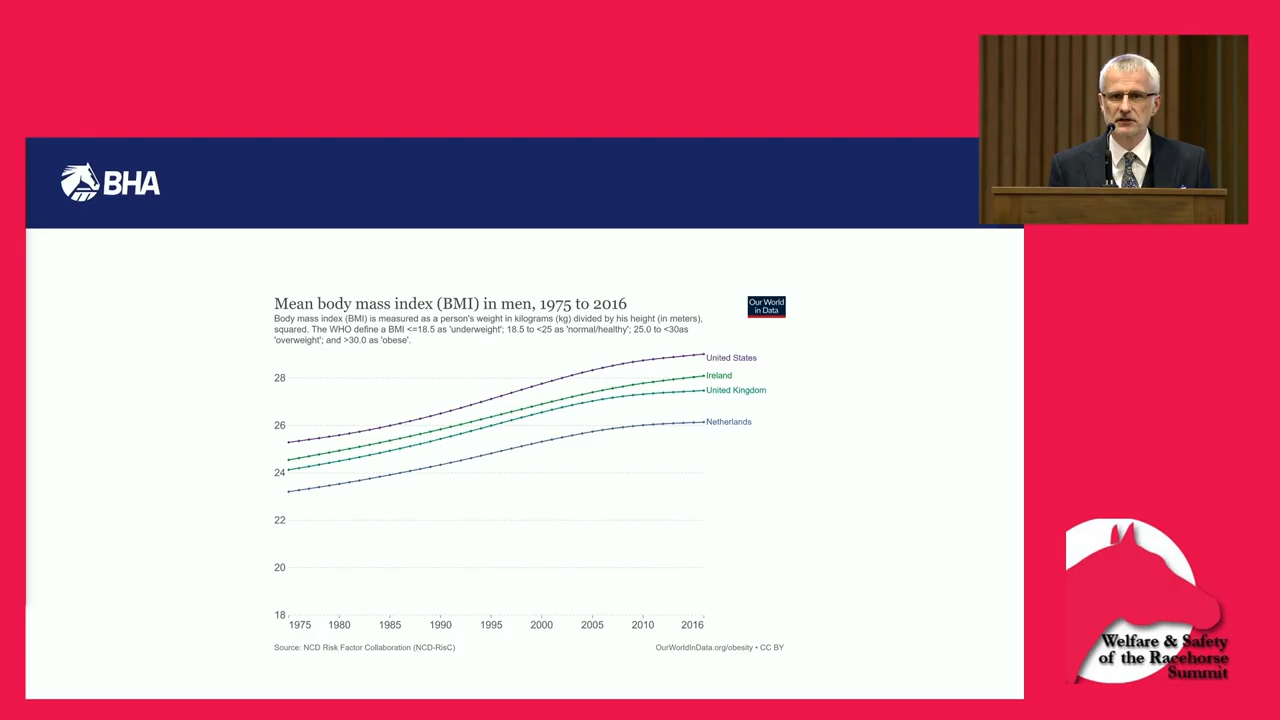 BHA
Mean body mass index (BMI) in men, 1975 to 2016
Body mass index (BMI) is measured as a person's weight in kilograms (kg) divided by his height (in meters),
squared. The WHO define a BMI <=18.5 as 'underweight'; 18.5 to <25 as 'normal/healthy'; 25.0 to <30as
'overweight'; and >30.0 as 'obese'.
Our World
in Data
United States
28
Ireland
United Kingdom
26
Netherlands
24
22
20
18
1975 1980 1985 1990 1995 2000 2005 2010 2016
Source: NCD Risk Factor Collaboration (NCD-RisC)
OurWorldInData.org/obesity • CC BY
Welfare & Safety
of the Racehorse
Summit